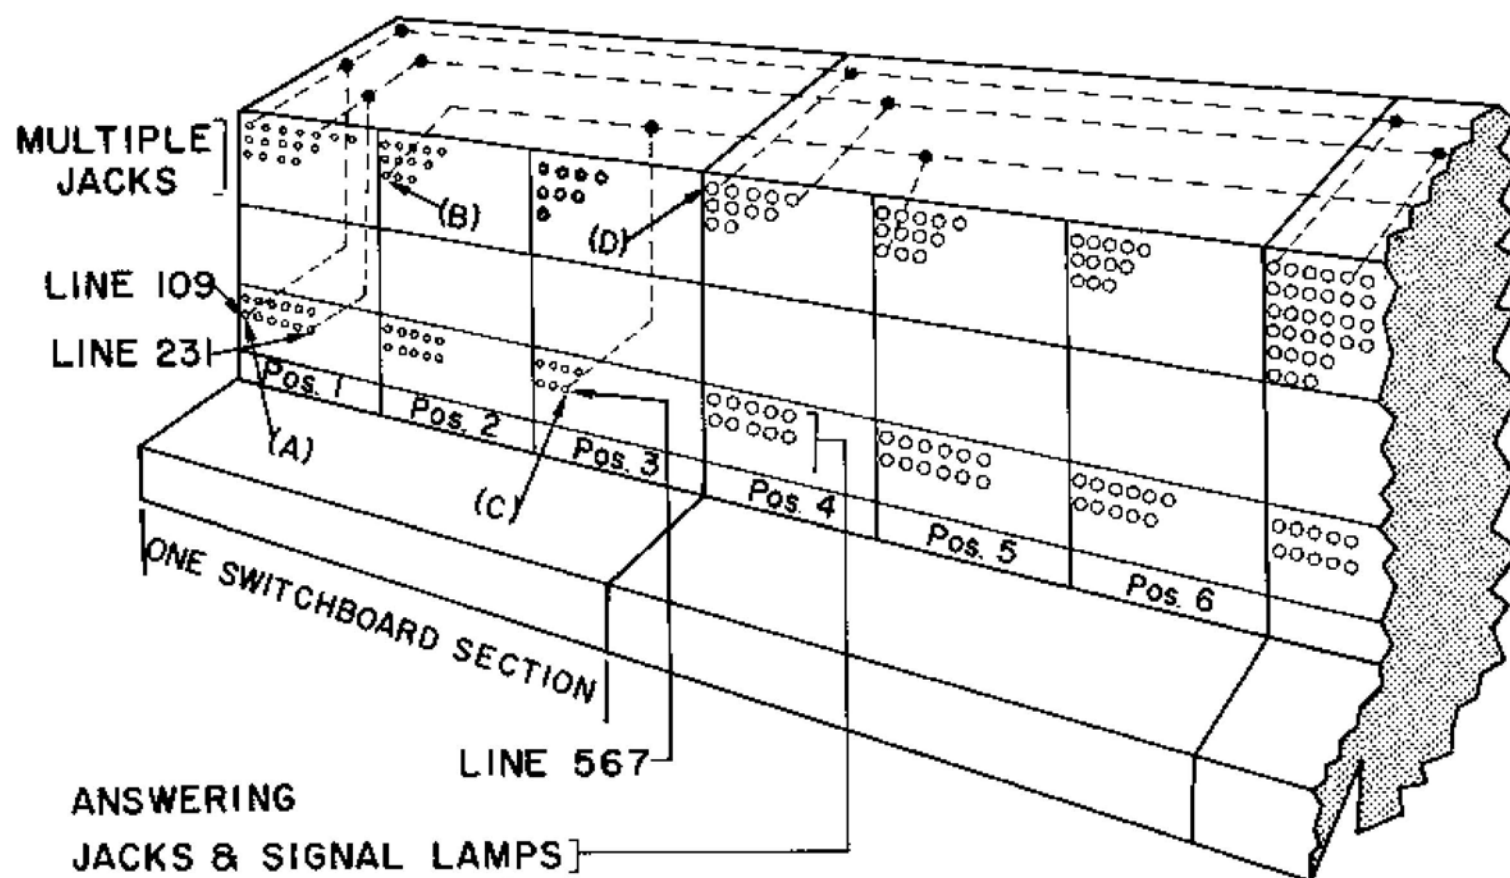 MULTIPLE
JACKS
(B)
(D)
LINE 109
LINE 231
(A)
Pos. 1
Pos. 2
Pos. 3
(C)
Pos. 4
Pos. 5
Pos. 6
ONE SWITCHBOARD SECTION
LINE 567
ANSWERING
JACKS & SIGNAL LAMPS